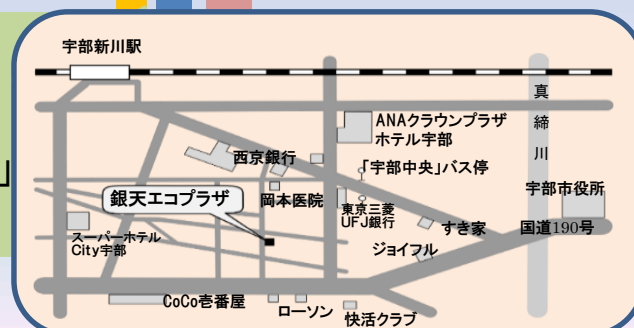 宇部新川駅
真
締
川
ANAクラウンプラザ
ホテル宇部
西京銀行
「宇部中央」バス停
」
宇部市役所
銀天エコプラザ
岡本医院
東京三菱
UFJ銀行
すき家
国道190号
スーパーホテル
City宇部
ジョイフル
CoCo壱番屋
ローソン
快活クラブ